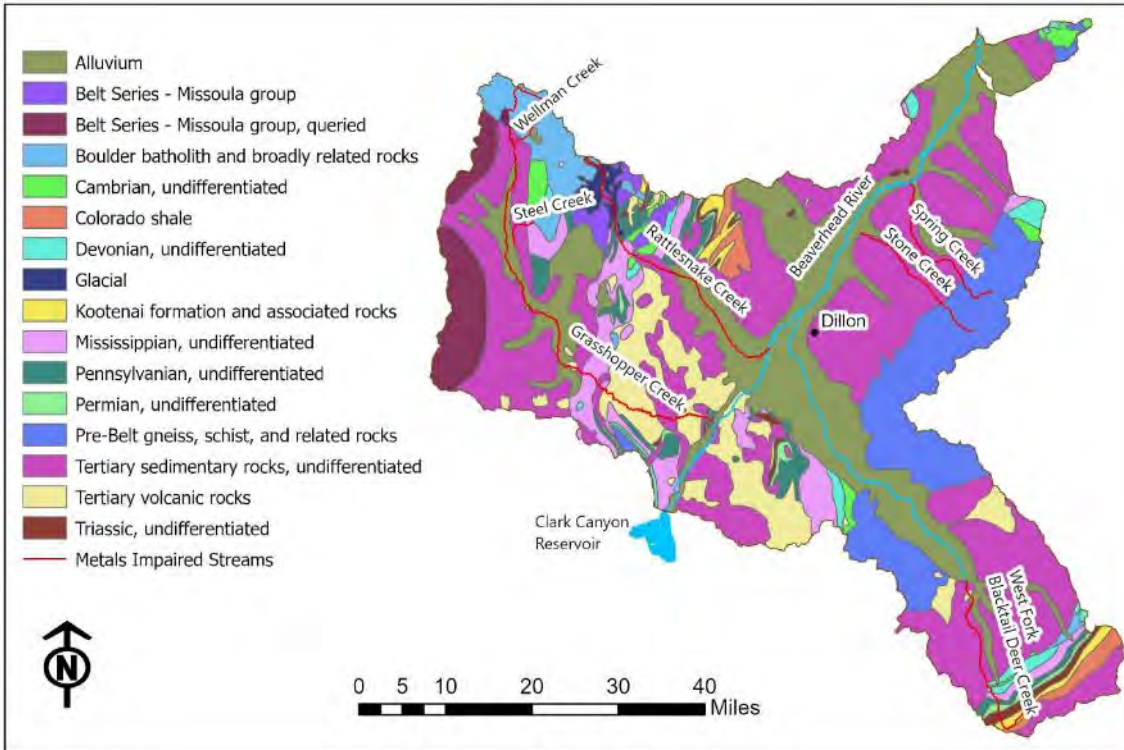 Alluvium
Belt Series - Missoula group
Belt Series - Missoula group, queried
Boulder batholith and broadly related rocks
Cambrian, undifferentiated
Colorado shale
Devonian, undifferentiated
Glacial
Kootenai formation and associated rocks
Mississippian, undifferentiated
Pennsylvanian, undifferentiated
Permian, undifferentiated
Pre-Belt gneiss, schist, and related rocks
Tertiary sedimentary rocks, undifferentiated
Tertiary volcanic rocks
Triassic, undifferentiated
Metals Impaired Streams
Wellman Creek
Steel Creek
Rattlesnake Creek
Grasshopper Creek
Beaverhead River
Spring Creek
Stone Creek
Dillon
Clark Canyon
Reservoir
West Fork
Blacktail Deer Creek
N
0 5 10 20 30 40
Miles